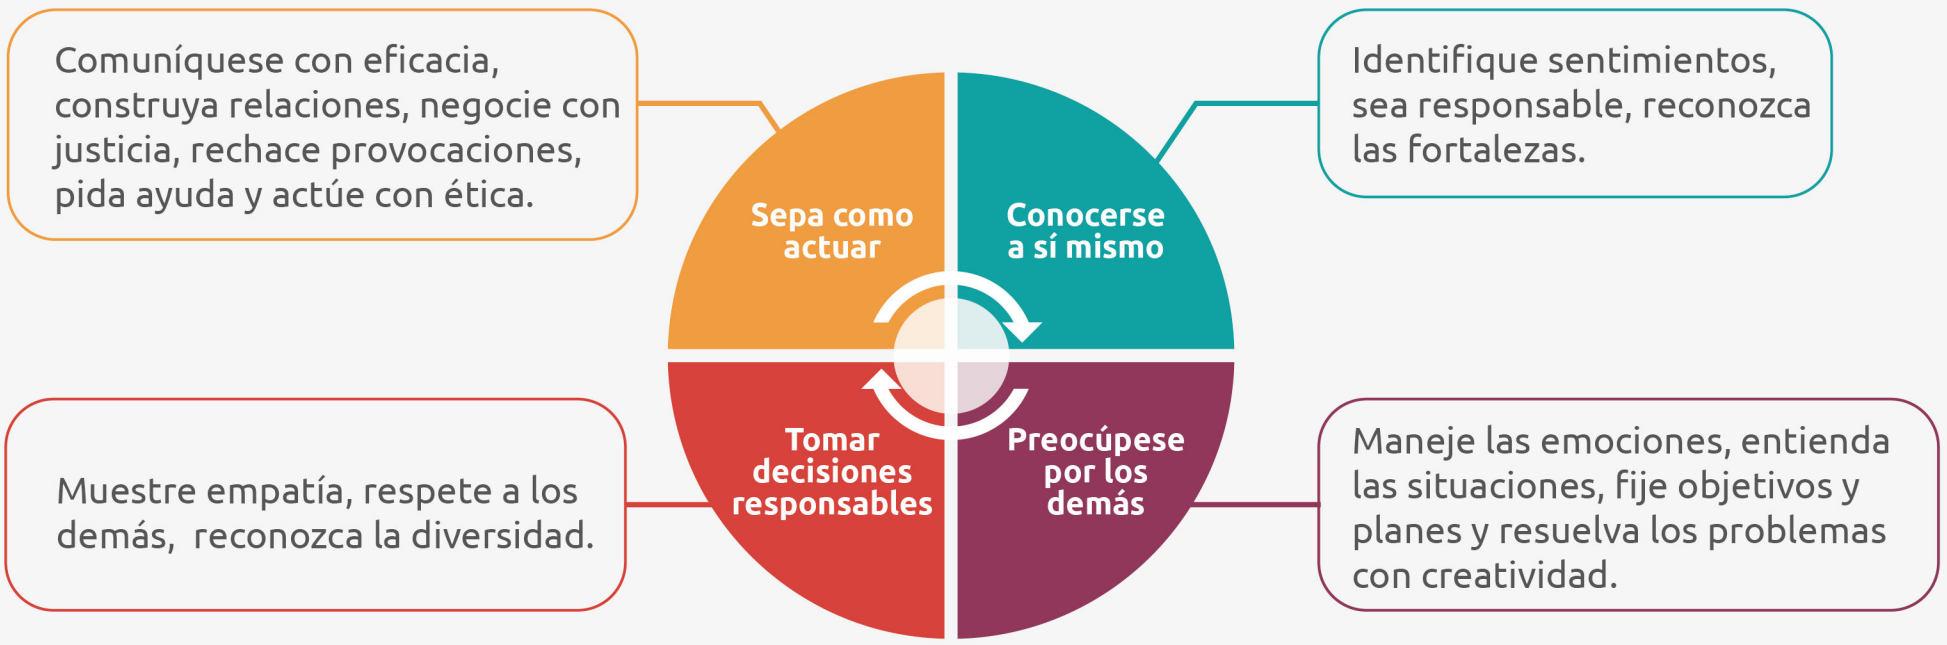 Comuníquese con eficacia,
construya relaciones, negocie con
justicia, rechace provocaciones,
pida ayuda y actúe con ética.
Identifique sentimientos,
sea responsable, reconozca
las fortalezas.
Sepa como
actuar
Conocerse
a sí mismo
Tomar
decisiones
responsables
Preocúpese
por los
demás
Muestre empatía, respete a los
demás,  reconozca la diversidad.
Maneje las emociones, entienda
las situaciones, fije objetivos y
planes y resuelva los problemas
con creatividad.